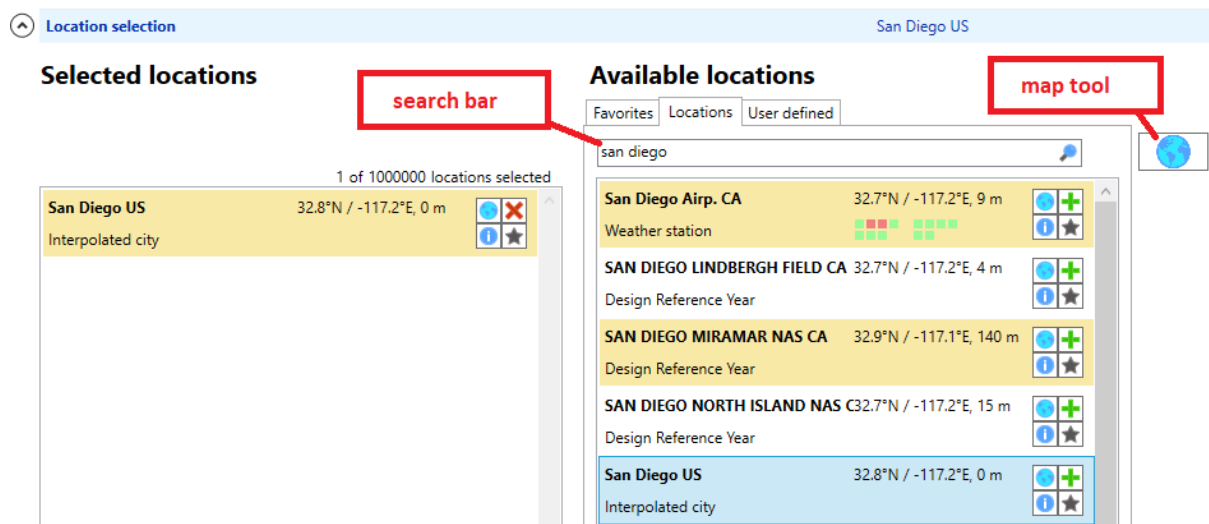 Location selection San Diego US
Selected locations
Available locations
search bar
map tool
Favorites Locations User defined
san diego
1 of 1000000 locations selected
San Diego US 32.8°N / -117.2°E, 0 m
Interpolated city
San Diego Airp. CA 32.7°N / -117.2°E, 9 m
Weather station
SAN DIEGO LINDBERGH FIELD CA 32.7°N / -117.2°E, 4 m
Design Reference Year
SAN DIEGO MIRAMAR NAS CA 32.9°N / -117.1°E, 140 m
Design Reference Year
SAN DIEGO NORTH ISLAND NAS C 32.7°N / -117.2°E, 15 m
Design Reference Year
San Diego US 32.8°N / -117.2°E, 0 m
Interpolated city